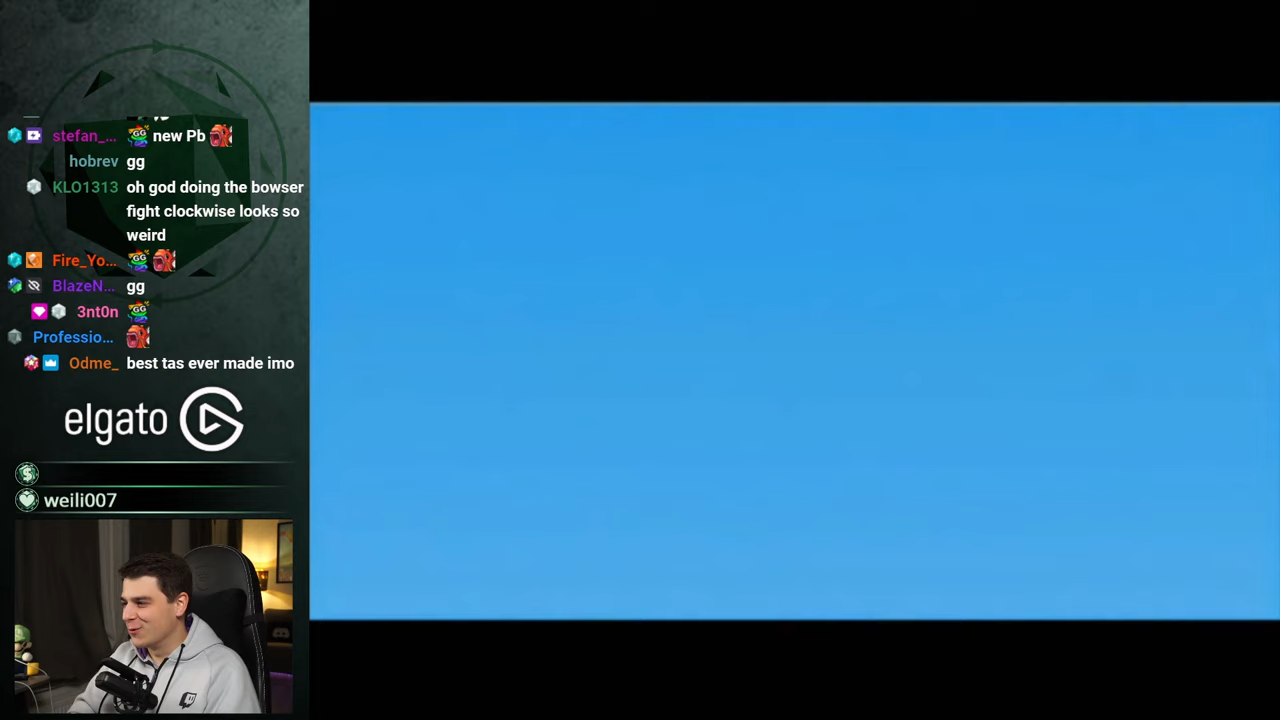 stefan_... new Pb
hobrev gg
KLO1313 oh god doing the bowser
fight clockwise looks so
weird
Fire_Yo...
BlazeN... gg
3nt0n
Professio...
Odme_ best tas ever made imo
elgato
weili007